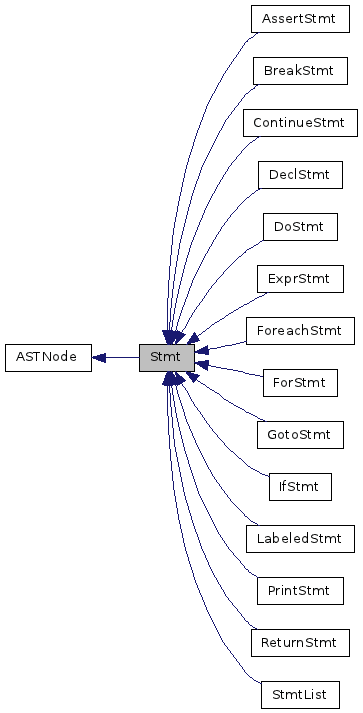 AssertStmt
BreakStmt
ContinueStmt
DeclStmt
DoStmt
ExprStmt
ForeachStmt
ASTNode
Stmt
ForStmt
GotoStmt
IfStmt
LabeledStmt
PrintStmt
ReturnStmt
StmtList